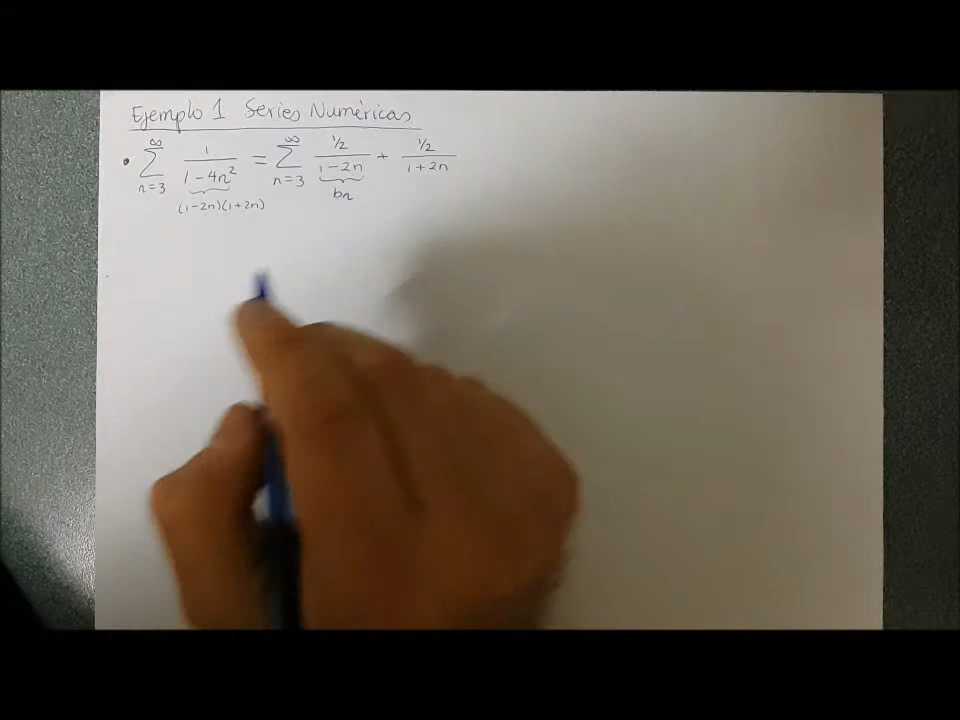 Ejemplo 1 Series Numéricas
• ∑_{n=3}^{∞} 1/(1-4n²) = ∑_{n=3}^{∞} (1/2)/(1-2n) + (1/2)/(1+2n)
(1-2n)(1+2n) bn